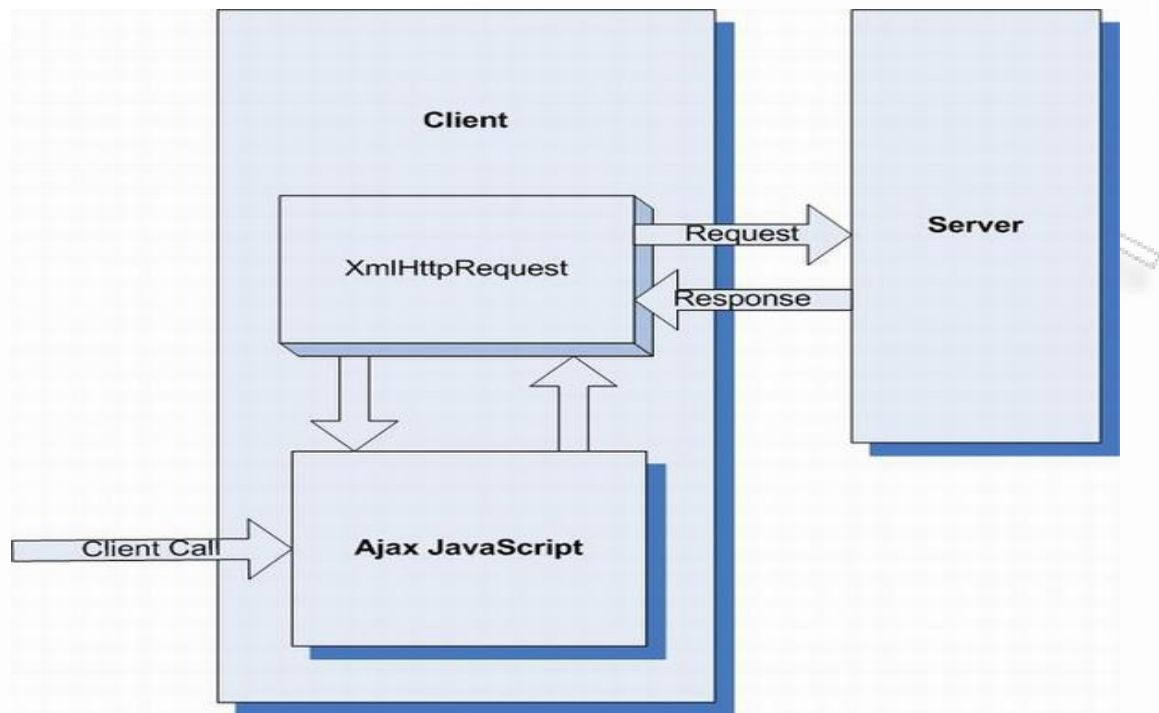 Client
XmlHttpRequest
Request
Response
Server
Client Call
Ajax JavaScript